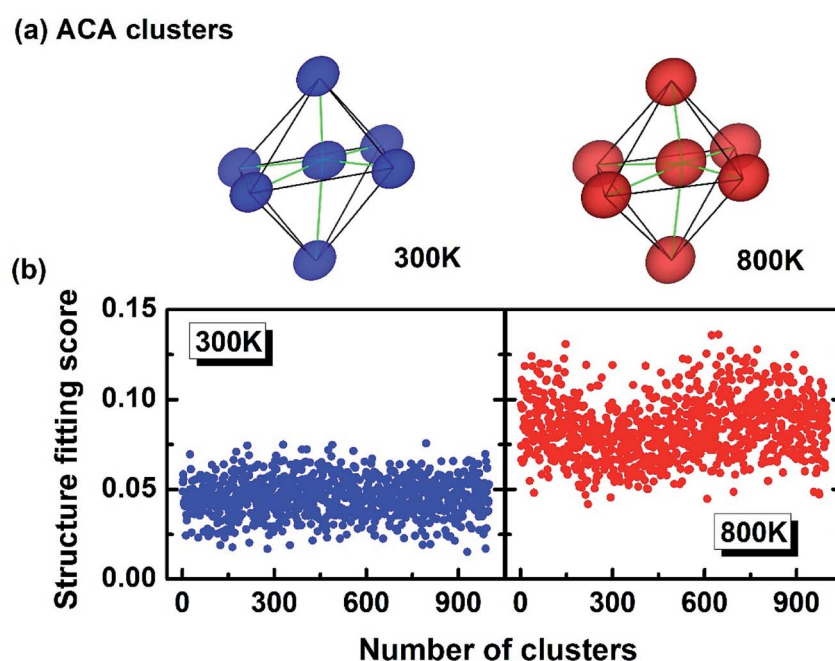 (a) ACA clusters
300K
800K
(b)
Structure fitting score
0.15
0.10
0.05
0.00
300K
800K
0
300
600
900
0
300
600
900
Number of clusters